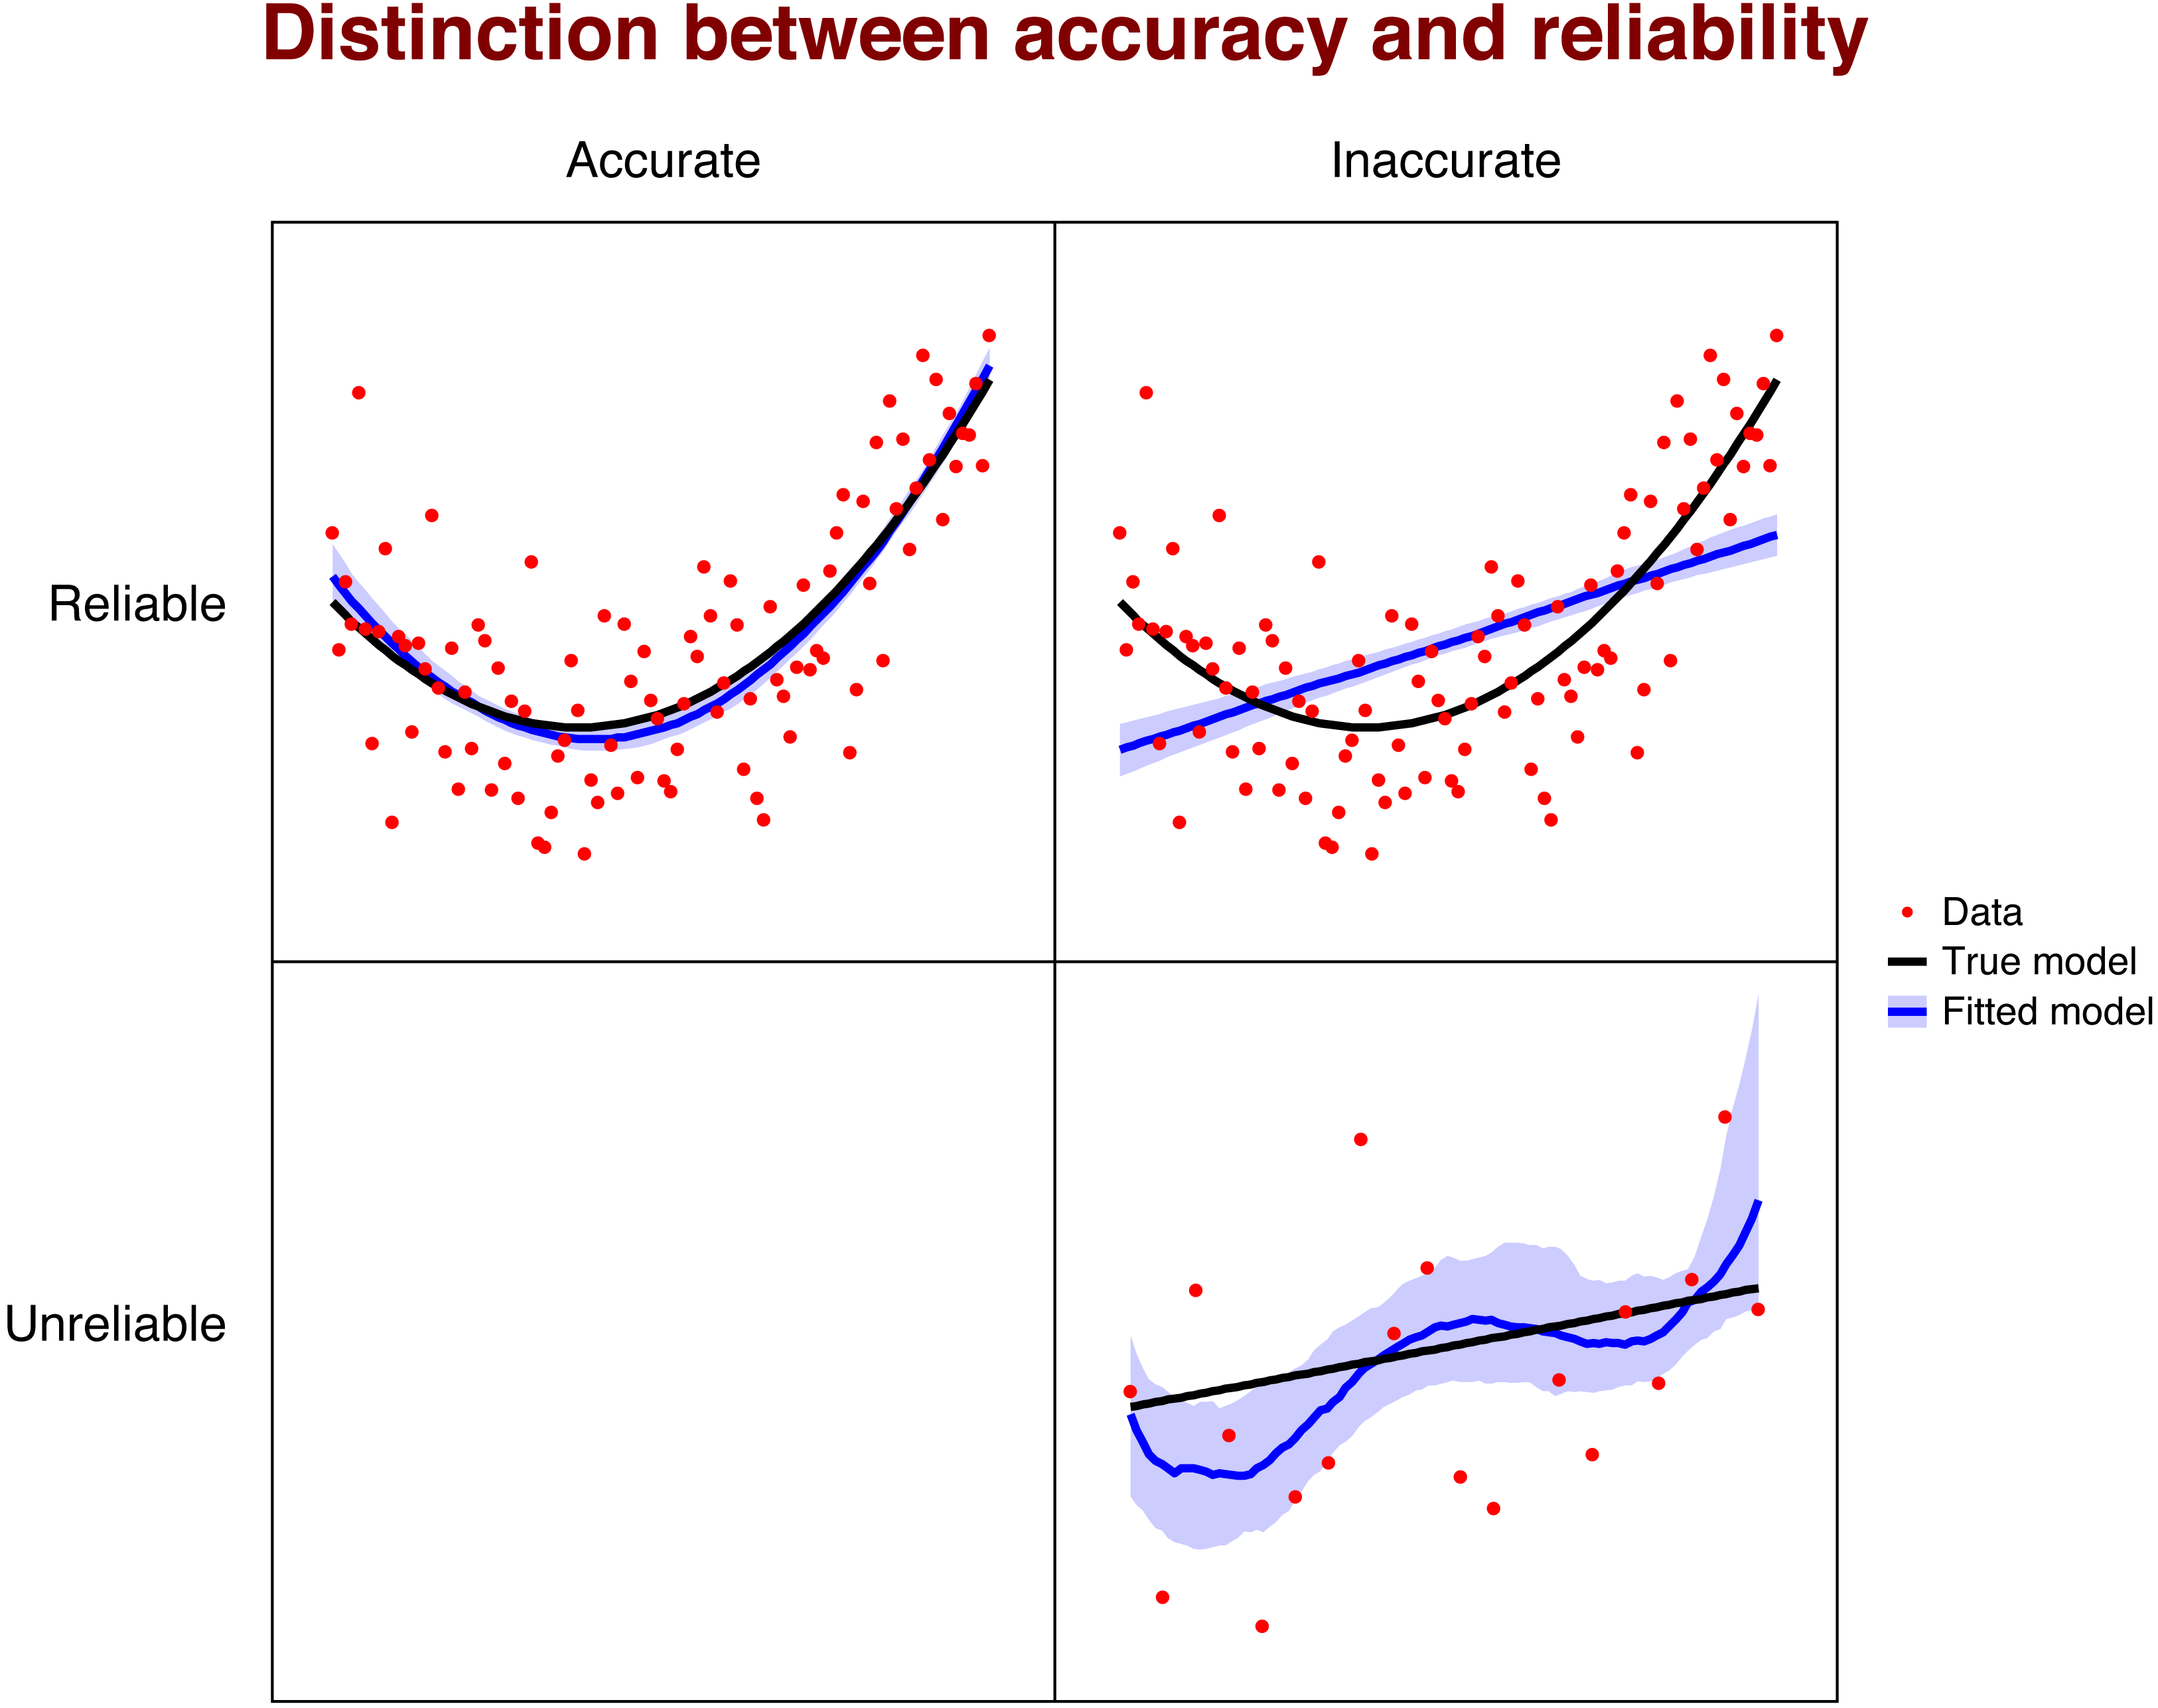 Distinction between accuracy and reliability
Accurate
Inaccurate
Reliable
Data
True model
Fitted model
Unreliable